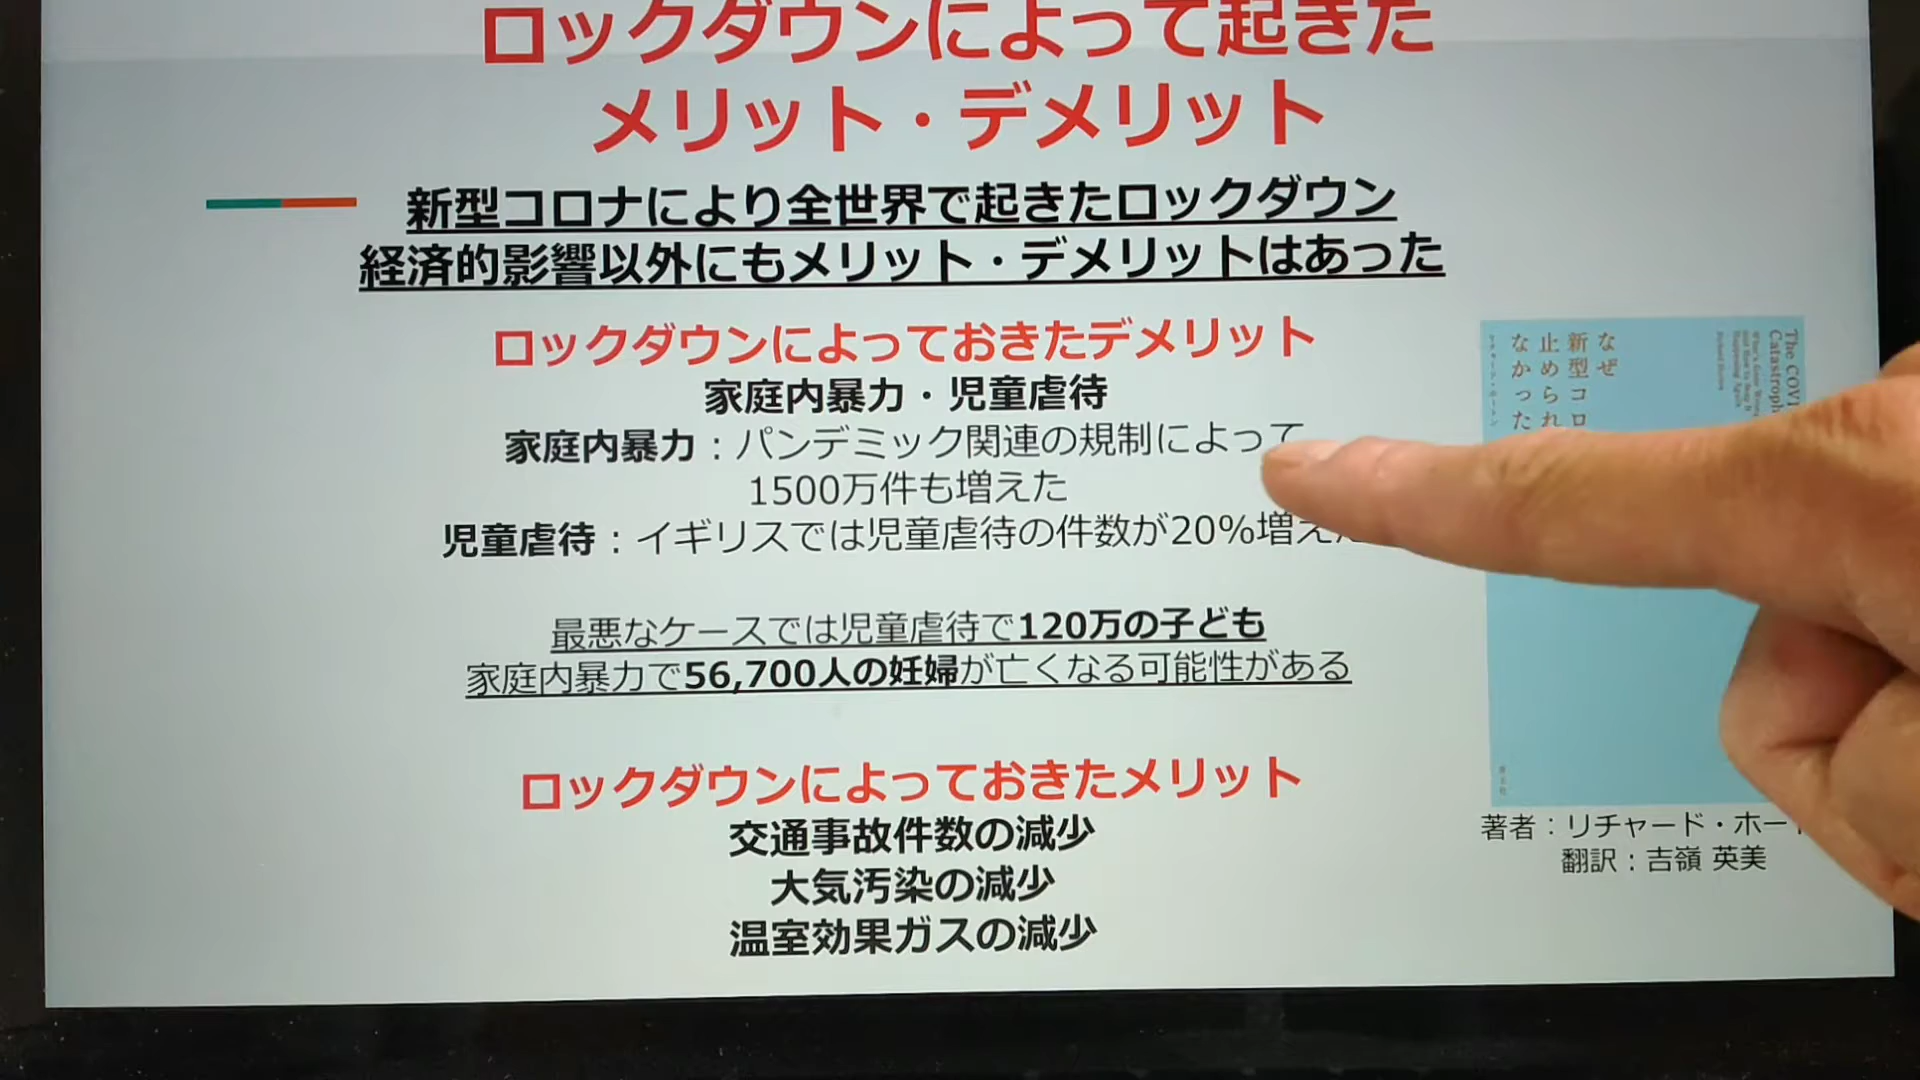 ロックダウンによって起きた
メリット・デメリット
新型コロナにより全世界で起きたロックダウン
経済的影響以外にもメリット・デメリットはあった
ロックダウンによっておきたデメリット
家庭内暴力・児童虐待
家庭内暴力：パンデミック関連の規制によって
1500万件も増えた
児童虐待：イギリスでは児童虐待の件数が20%増えた
最悪なケースでは児童虐待で120万の子ども
家庭内暴力で56,700人の妊婦が亡くなる可能性がある
ロックダウンによっておきたメリット
交通事故件数の減少
大気汚染の減少
温室効果ガスの減少
The COVI
Catastroph
なぜ
新型コロ
止められ
なかった
リチャード・ホートン
著者：リチャード・ホー
翻訳：吉嶺 英美